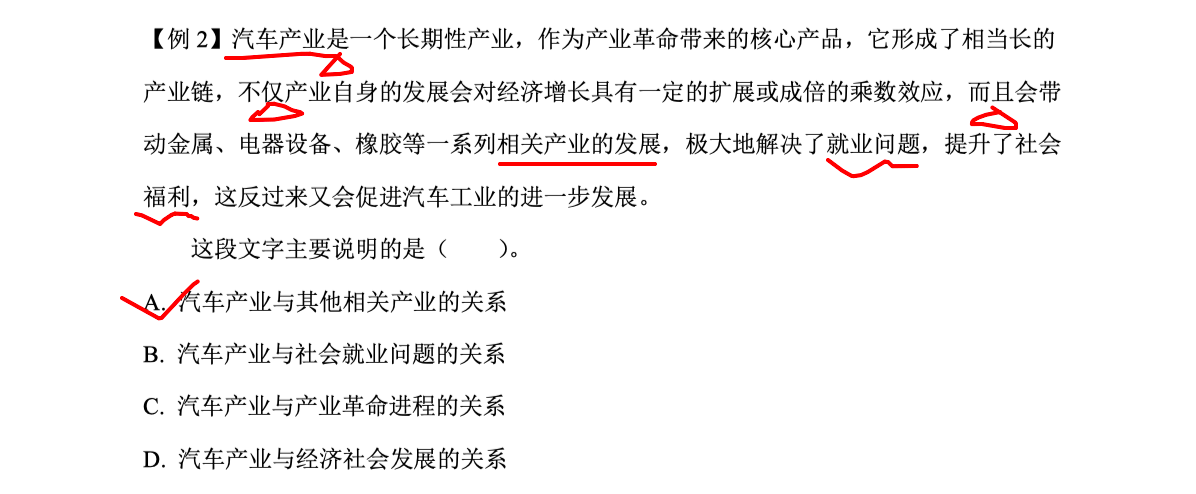 【例 2】汽车产业是一个长期性产业，作为产业革命带来的核心产品，它形成了相当长的
产业链，不仅产业自身的发展会对经济增长具有一定的扩展或成倍的乘数效应，而且会带
动金属、电器设备、橡胶等一系列相关产业的发展，极大地解决了就业问题，提升了社会
福利，这反过来又会促进汽车工业的进一步发展。
这段文字主要说明的是（　　）。
A. 汽车产业与其他相关产业的关系
B. 汽车产业与社会就业问题的关系
C. 汽车产业与产业革命进程的关系
D. 汽车产业与经济社会发展的关系